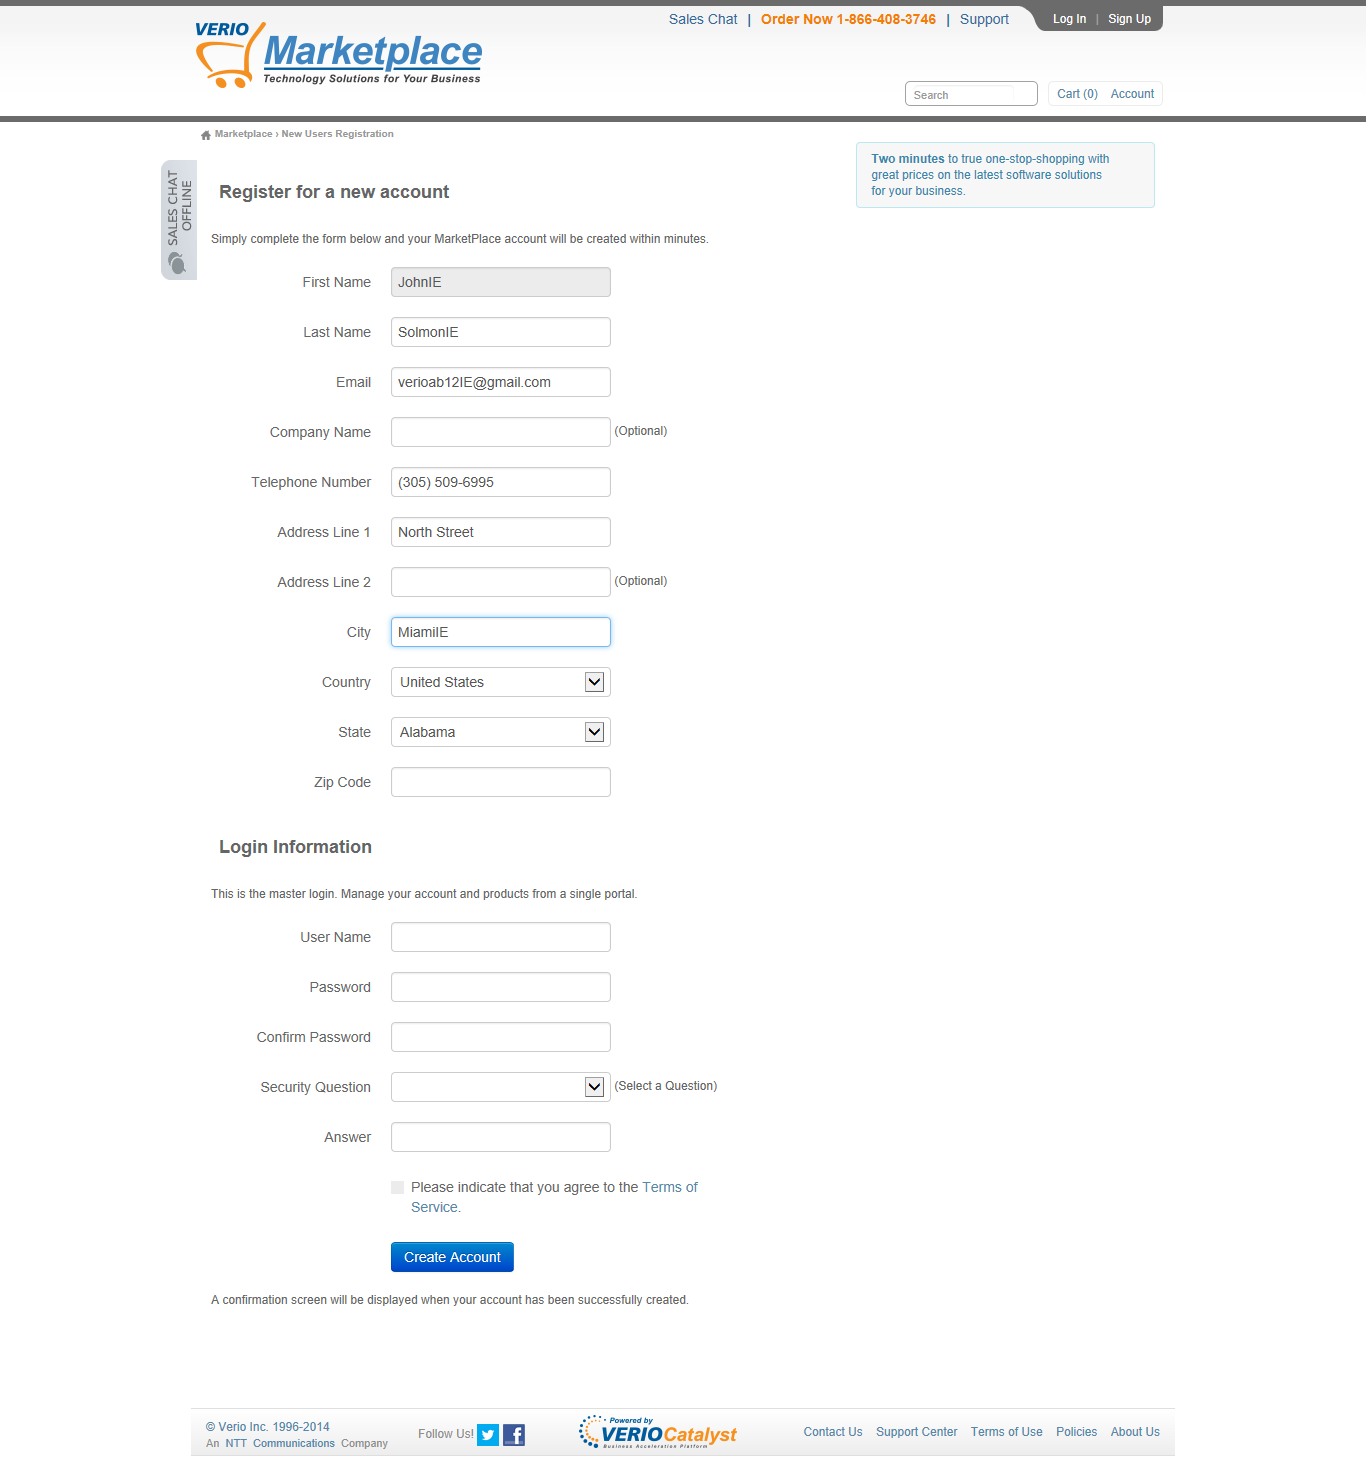 Sales Chat | Order Now 1-866-408-3746 | Support
Log In | Sign Up
VERIO
Marketplace
Technology Solutions for Your Business
Search
Cart (0) Account
Marketplace › New Users Registration
Two minutes to true one-stop-shopping with
great prices on the latest software solutions
for your business.
SALES CHAT
OFFLINE
Register for a new account
Simply complete the form below and your MarketPlace account will be created within minutes.
First Name JohnIE
Last Name SolmonIE
Email verioab12IE@gmail.com
Company Name (Optional)
Telephone Number (305) 509-6995
Address Line 1 North Street
Address Line 2 (Optional)
City MiamiIE
Country United States
State Alabama
Zip Code
Login Information
This is the master login. Manage your account and products from a single portal.
User Name
Password
Confirm Password
Security Question (Select a Question)
Answer
Please indicate that you agree to the Terms of
Service.
Create Account
A confirmation screen will be displayed when your account has been successfully created.
© Verio Inc. 1996-2014
An NTT Communications Company
Follow Us!
Powered by
VERIO Catalyst
Business Acceleration Platform
Contact Us Support Center Terms of Use Policies About Us